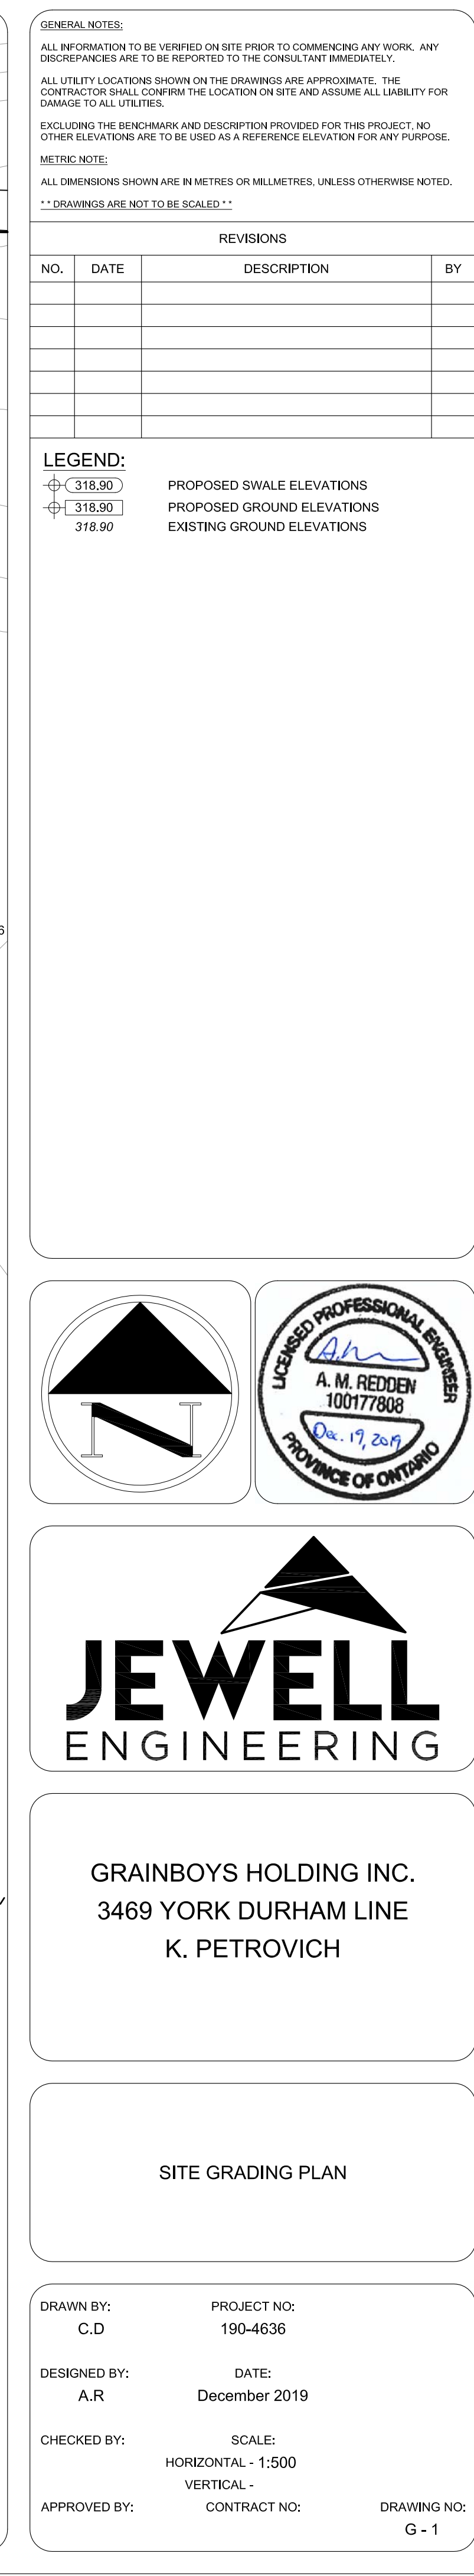 GENERAL NOTES:
ALL INFORMATION TO BE VERIFIED ON SITE PRIOR TO COMMENCING ANY WORK. ANY
DISCREPANCIES ARE TO BE REPORTED TO THE CONSULTANT IMMEDIATELY.
ALL UTILITY LOCATIONS SHOWN ON THE DRAWINGS ARE APPROXIMATE, THE
CONTRACTOR SHALL CONFIRM THE LOCATION ON SITE AND ASSUME ALL LIABILITY FOR
DAMAGE TO ALL UTILITIES.
EXCLUDING THE BENCHMARK AND DESCRIPTION PROVIDED FOR THIS PROJECT, NO
OTHER ELEVATIONS ARE TO BE USED AS A REFERENCE ELEVATION FOR ANY PURPOSE.
METRIC NOTE:
ALL DIMENSIONS SHOWN ARE IN METRES OR MILLMETRES, UNLESS OTHERWISE NOTED.
* * DRAWINGS ARE NOT TO BE SCALED * *
REVISIONS
NO. DATE DESCRIPTION BY
LEGEND:
318.90 PROPOSED SWALE ELEVATIONS
318.90 PROPOSED GROUND ELEVATIONS
318.90 EXISTING GROUND ELEVATIONS
6
N
LICENSED PROFESSIONAL ENGINEER
A. M. REDDEN
100177808
Dec. 19, 2019
PROVINCE OF ONTARIO
JEWELL
ENGINEERING
GRAINBOYS HOLDING INC.
3469 YORK DURHAM LINE
K. PETROVICH
SITE GRADING PLAN
DRAWN BY: PROJECT NO:
C.D 190-4636
DESIGNED BY: DATE:
A.R December 2019
CHECKED BY: SCALE:
HORIZONTAL - 1:500
VERTICAL -
APPROVED BY: CONTRACT NO: DRAWING NO:
G - 1